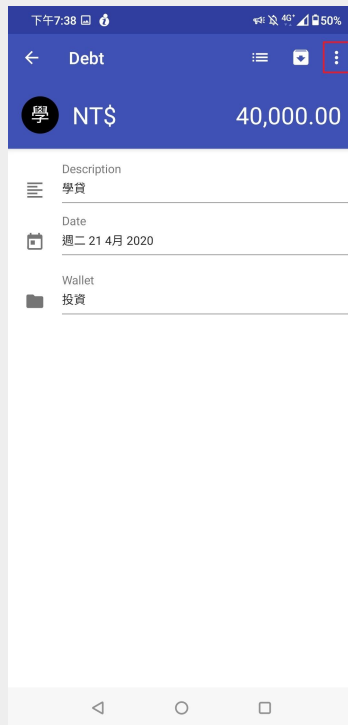 下午7:38 50%
4G+
Debt
學 NT$ 40,000.00
Description
學貸
Date
週二 21 4月 2020
Wallet
投資